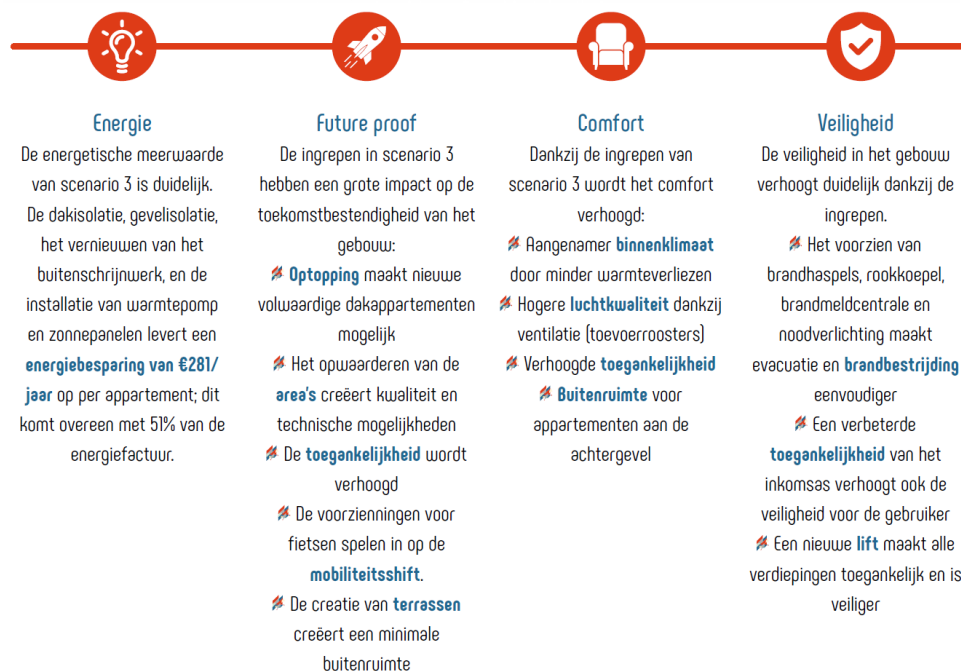 Energie
De energetische meerwaarde
van scenario 3 is duidelijk.
De dakisolatie, gevelisolatie,
het vernieuwen van het
buitenschrijnwerk, en de
installatie van warmtepomp
en zonnepanelen levert een
energiebesparing van €281/
jaar op per appartement; dit
komt overeen met 51% van de
energiefactuur.
Future proof
De ingrepen in scenario 3
hebben een grote impact op de
toekomstbestendigheid van het
gebouw:
Optopping maakt nieuwe
volwaardige dakappartementen
mogelijk
Het opwaarderen van de
area's creëert kwaliteit en
technische mogelijkheden
De toegankelijkheid wordt
verhoogd
De voorzienningen voor
fietsen spelen in op de
mobiliteitsshift.
De creatie van terrassen
creëert een minimale
buitenruimte
Comfort
Dankzij de ingrepen van
scenario 3 wordt het comfort
verhoogd:
Aangenamer binnenklimaat
door minder warmteverliezen
Hogere luchtkwaliteit dankzij
ventilatie (toevoerroosters)
Verhoogde toegankelijkheid
Buitenruimte voor
appartementen aan de
achtergevel
Veiligheid
De veiligheid in het gebouw
verhoogt duidelijk dankzij de
ingrepen.
Het voorzien van
brandhaspels, rookkoepel,
brandmeldcentrale en
noodverlichting maakt
evacuatie en brandbestrijding
eenvoudiger
Een verbeterde
toegankelijkheid van het
inkomsas verhoogt ook de
veiligheid voor de gebruiker
Een nieuwe lift maakt alle
verdiepingen toegankelijk en is
veiliger